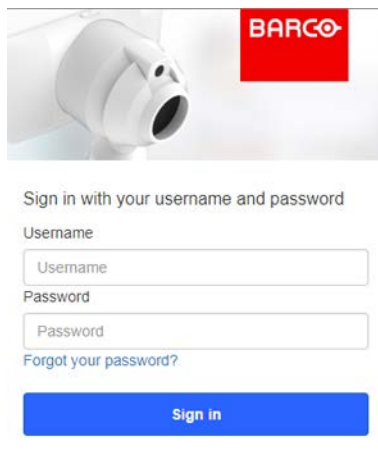 BARCO
Sign in with your username and password
Username
Username
Password
Password
Forgot your password?
Sign in